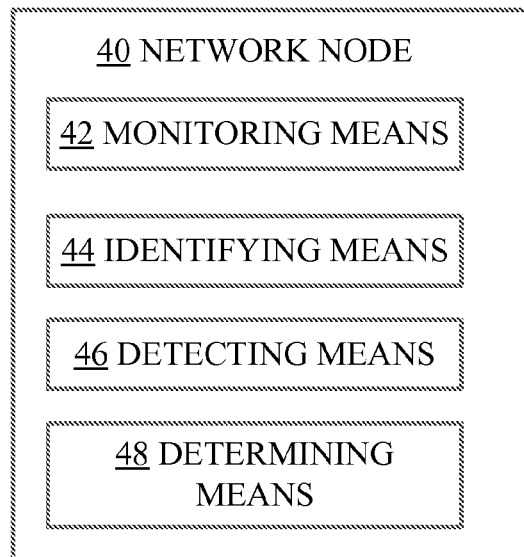 40 NETWORK NODE
42 MONITORING MEANS
44 IDENTIFYING MEANS
46 DETECTING MEANS
48 DETERMINING
MEANS